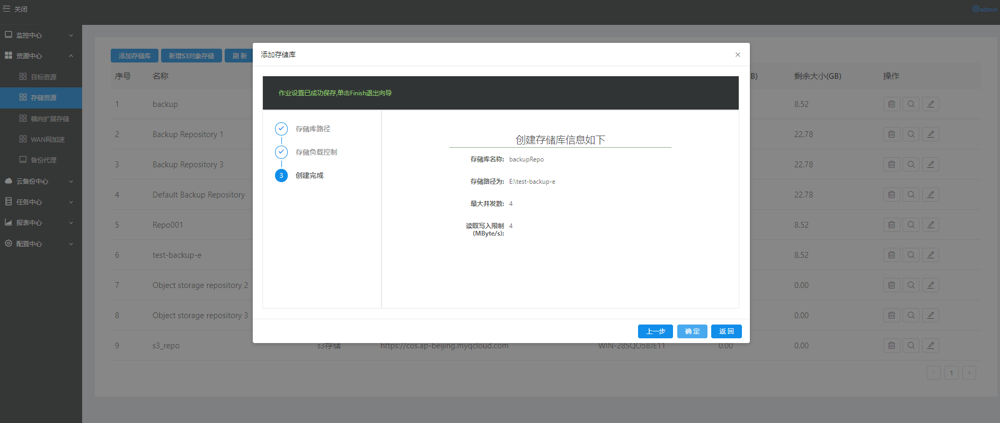 关闭
admin
监控中心
资源中心
目标资源
存储资源
横向扩展存储
WAN网加速
备份代理
云备份中心
任务中心
报表中心
配置中心
添加存储库 新增S3对象存储 刷 新
序号 名称 B) 剩余大小(GB) 操作
1 backup 8.52
2 Backup Repository 1 22.78
3 Backup Repository 3 22.78
4 Default Backup Repository 22.78
5 Repo001 8.52
6 test-backup-e 8.52
7 Object storage repository 2 0.00
8 Object storage repository 3 0.00
9 s3_repo s3存储 https://cos.ap-beijing.myqcloud.com WIN-28SQO58JE11 0.00 0.00
1
添加存储库
作业设置已成功保存,单击Finish退出向导
存储库路径
存储负载控制
3 创建完成
创建存储库信息如下
存储库名称: backupRepo
存储路径为: E:\test-backup-e
最大并发数: 4
读取写入限制 4
(MByte/s):
上一步 确 定 返 回